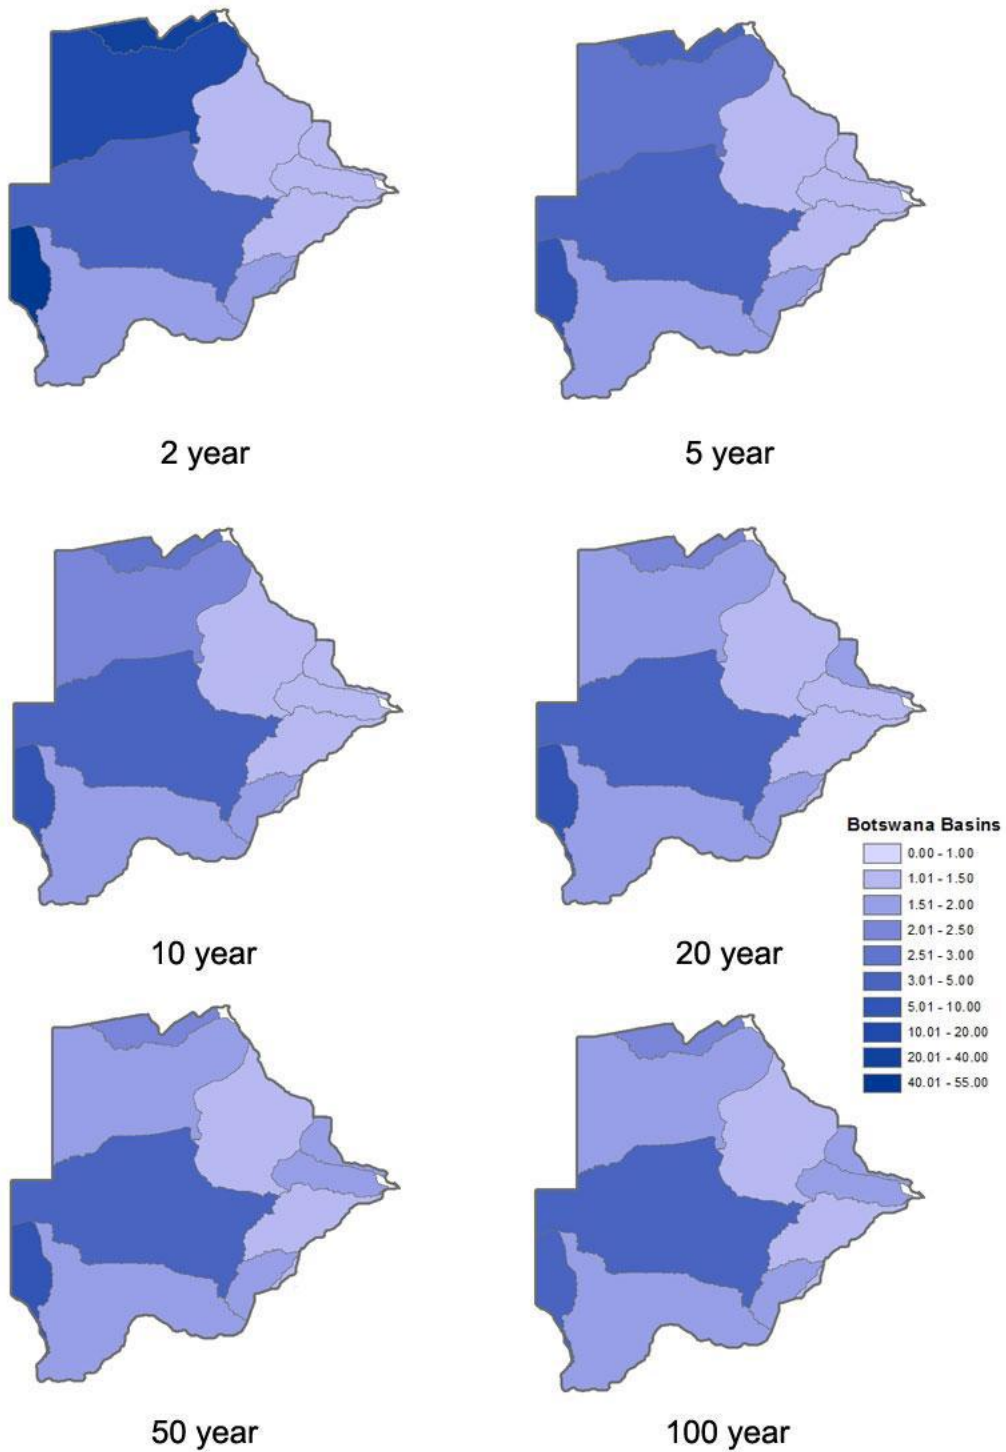 2 year
5 year
10 year
20 year
Botswana Basins
0.00 - 1.00
1.01 - 1.50
1.51 - 2.00
2.01 - 2.50
2.51 - 3.00
3.01 - 5.00
5.01 - 10.00
10.01 - 20.00
20.01 - 40.00
40.01 - 55.00
50 year
100 year